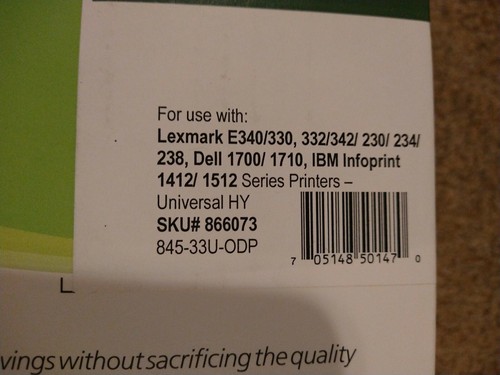 For use with:
Lexmark E340/330, 332/342/ 230/ 234/
238, Dell 1700/ 1710, IBM Infoprint
1412/ 1512 Series Printers –
Universal HY
SKU# 866073
845-33U-ODP
7 05148 50147 0
vings without sacrificing the quality